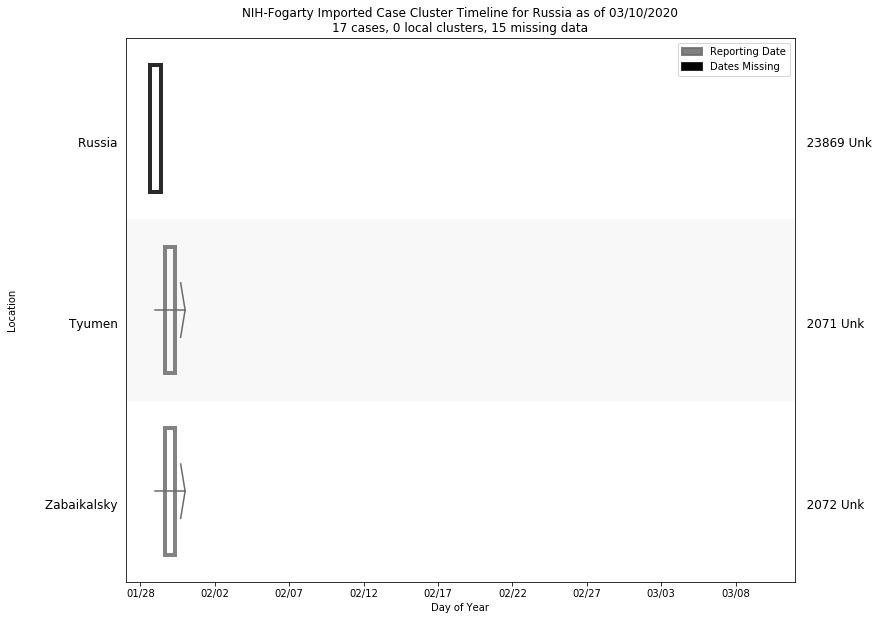 NIH-Fogarty Imported Case Cluster Timeline for Russia as of 03/10/2020
17 cases, 0 local clusters, 15 missing data
Reporting Date
Dates Missing
Russia
23869 Unk
Location
Tyumen
2071 Unk
Zabaikalsky
2072 Unk
01/28 02/02 02/07 02/12 02/17 02/22 02/27 03/03 03/08
Day of Year